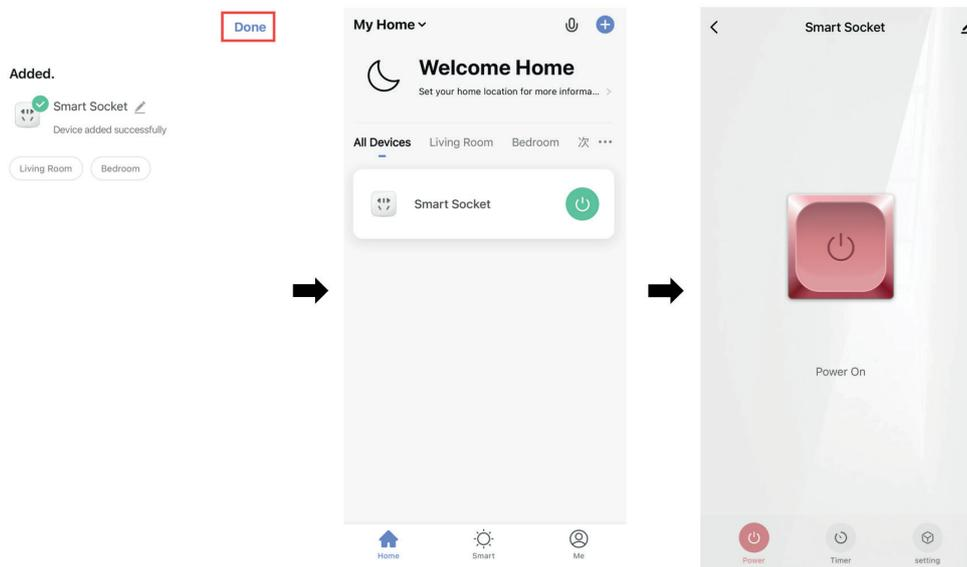 Done
Added.
Smart Socket
Device added successfully
Living Room
Bedroom
My Home
Welcome Home
Set your home location for more informa...
All Devices Living Room Bedroom 次 ...
Smart Socket
Home Smart Me
Smart Socket
Power On
Power Timer setting